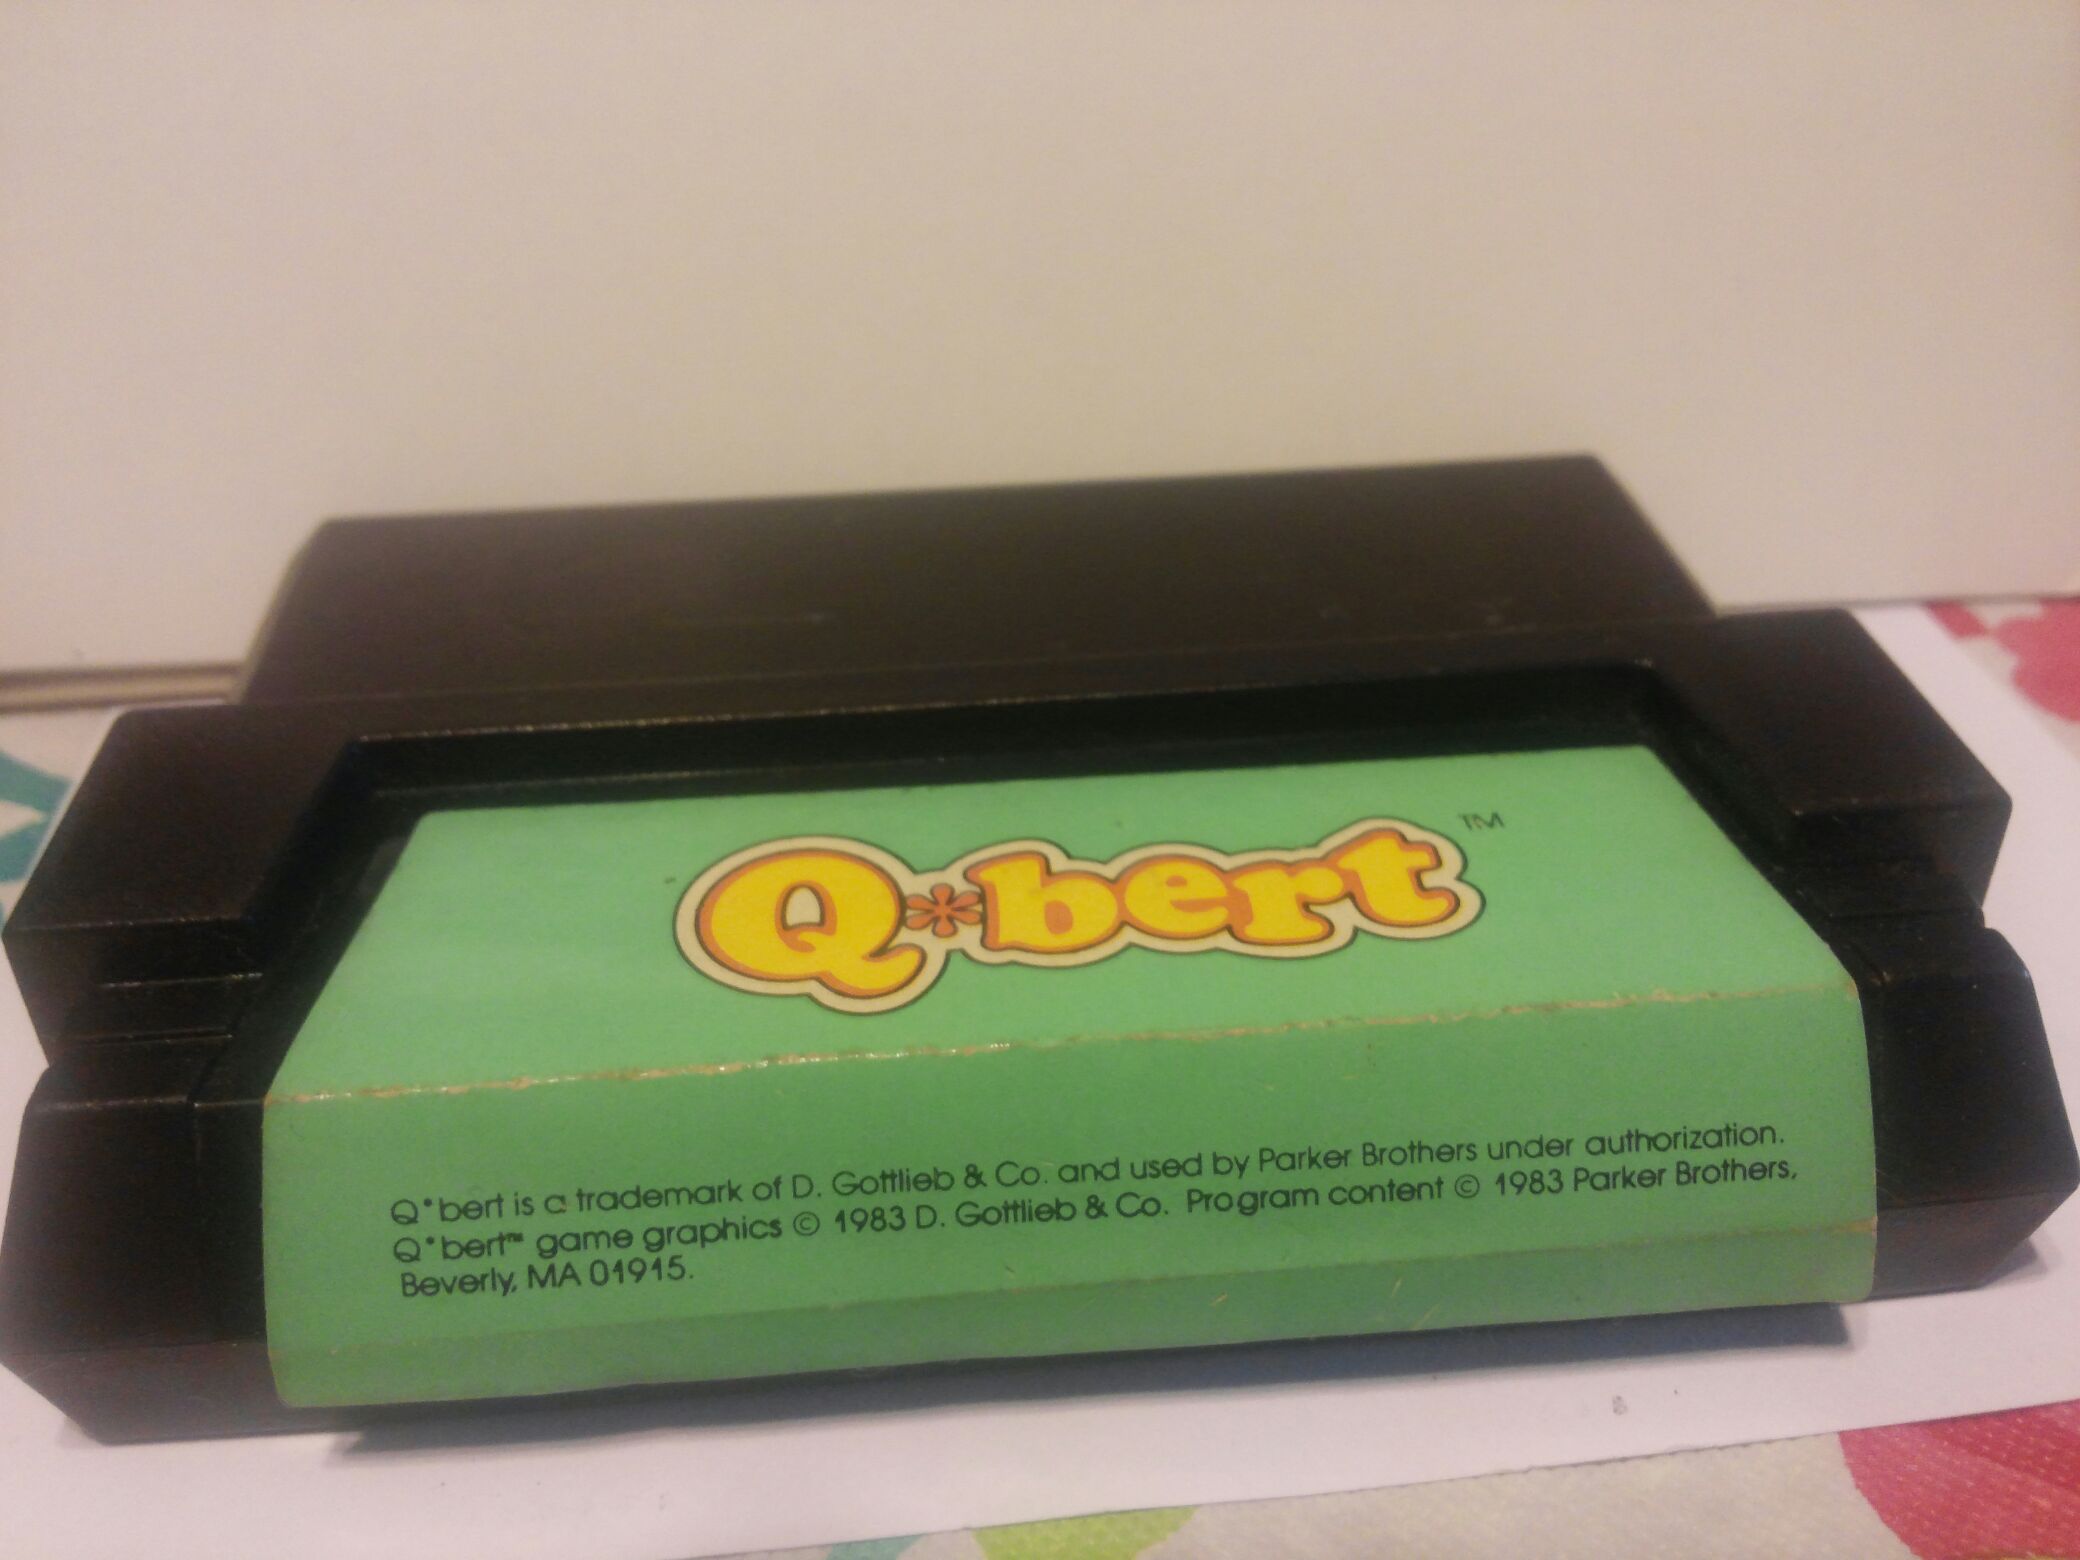 Q*bert TM
Q*bert is a trademark of D. Gottlieb & Co. and used by Parker Brothers under authorization.
Q*bert™ game graphics © 1983 D. Gottlieb & Co. Program content © 1983 Parker Brothers,
Beverly, MA 01915.